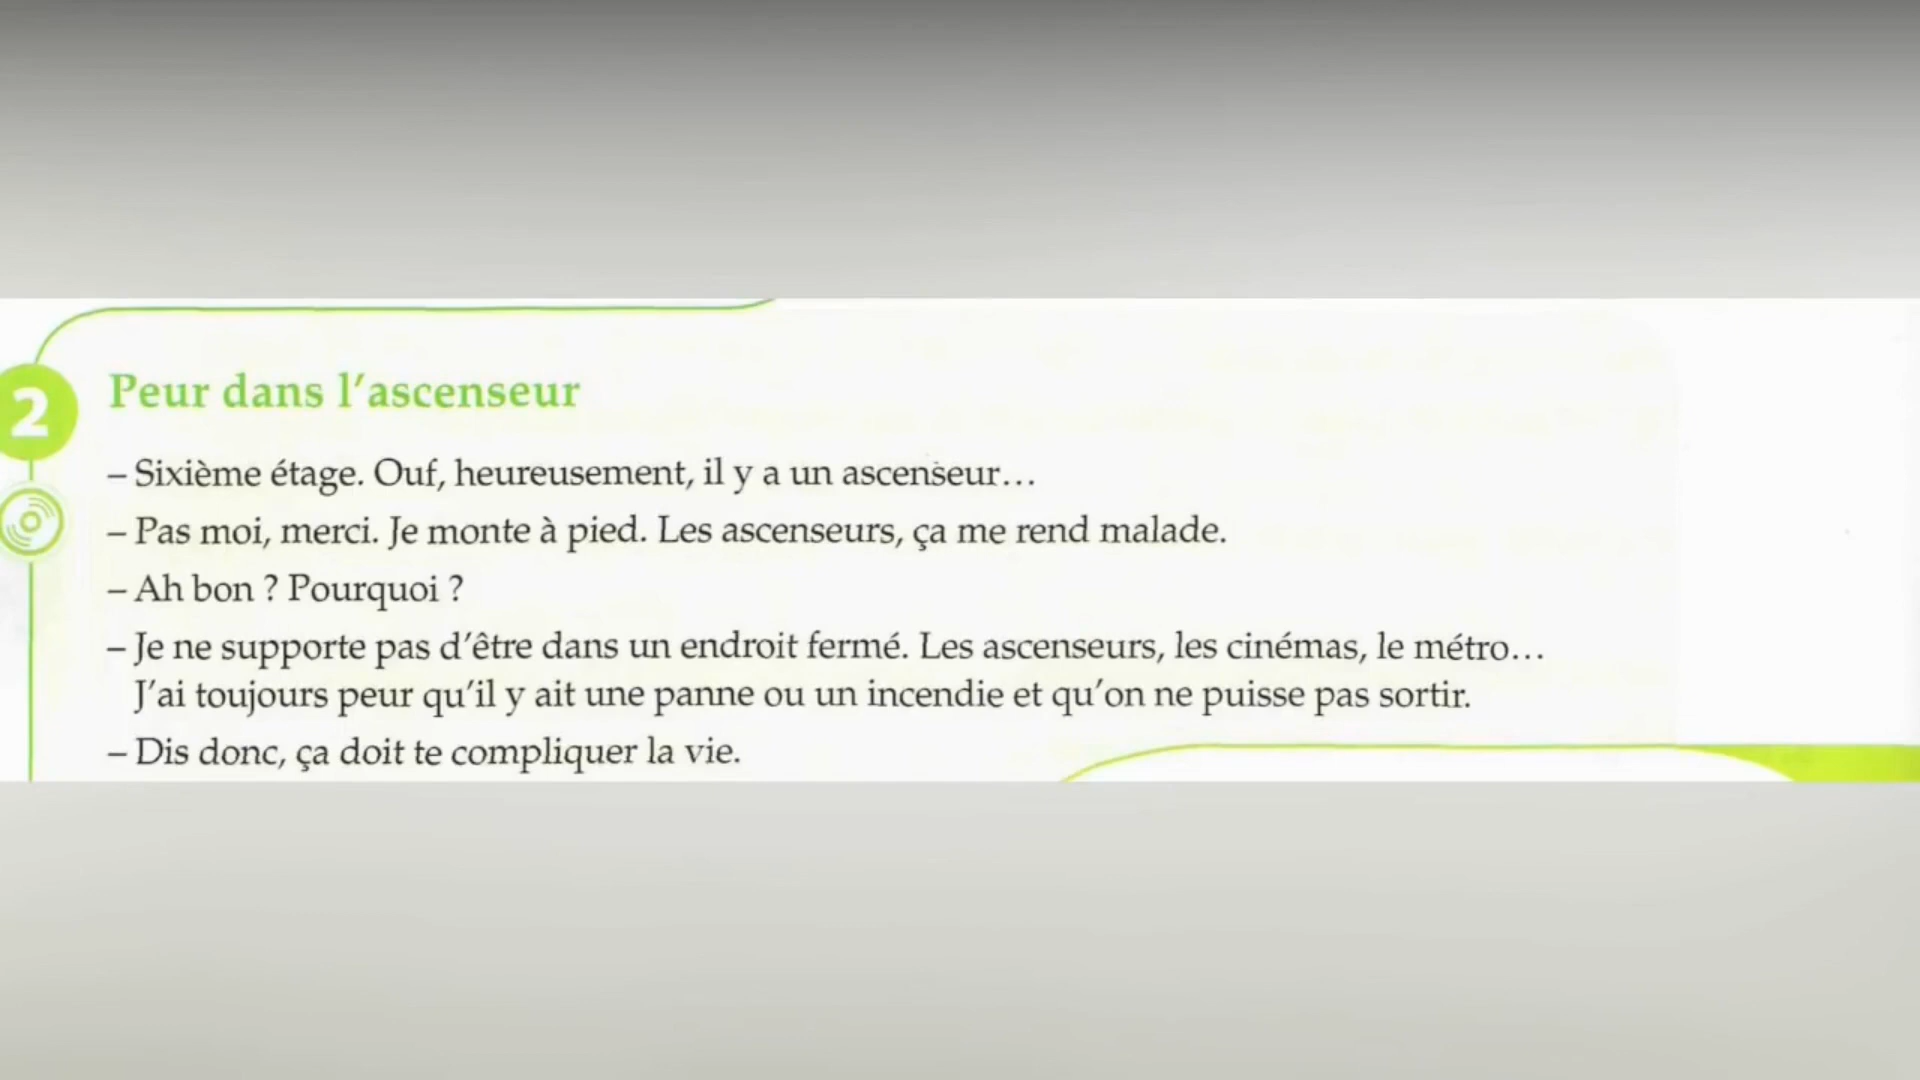 2
Peur dans l'ascenseur
– Sixième étage. Ouf, heureusement, il y a un ascenseur…
– Pas moi, merci. Je monte à pied. Les ascenseurs, ça me rend malade.
– Ah bon ? Pourquoi ?
– Je ne supporte pas d'être dans un endroit fermé. Les ascenseurs, les cinémas, le métro…
J'ai toujours peur qu'il y ait une panne ou un incendie et qu'on ne puisse pas sortir.
– Dis donc, ça doit te compliquer la vie.